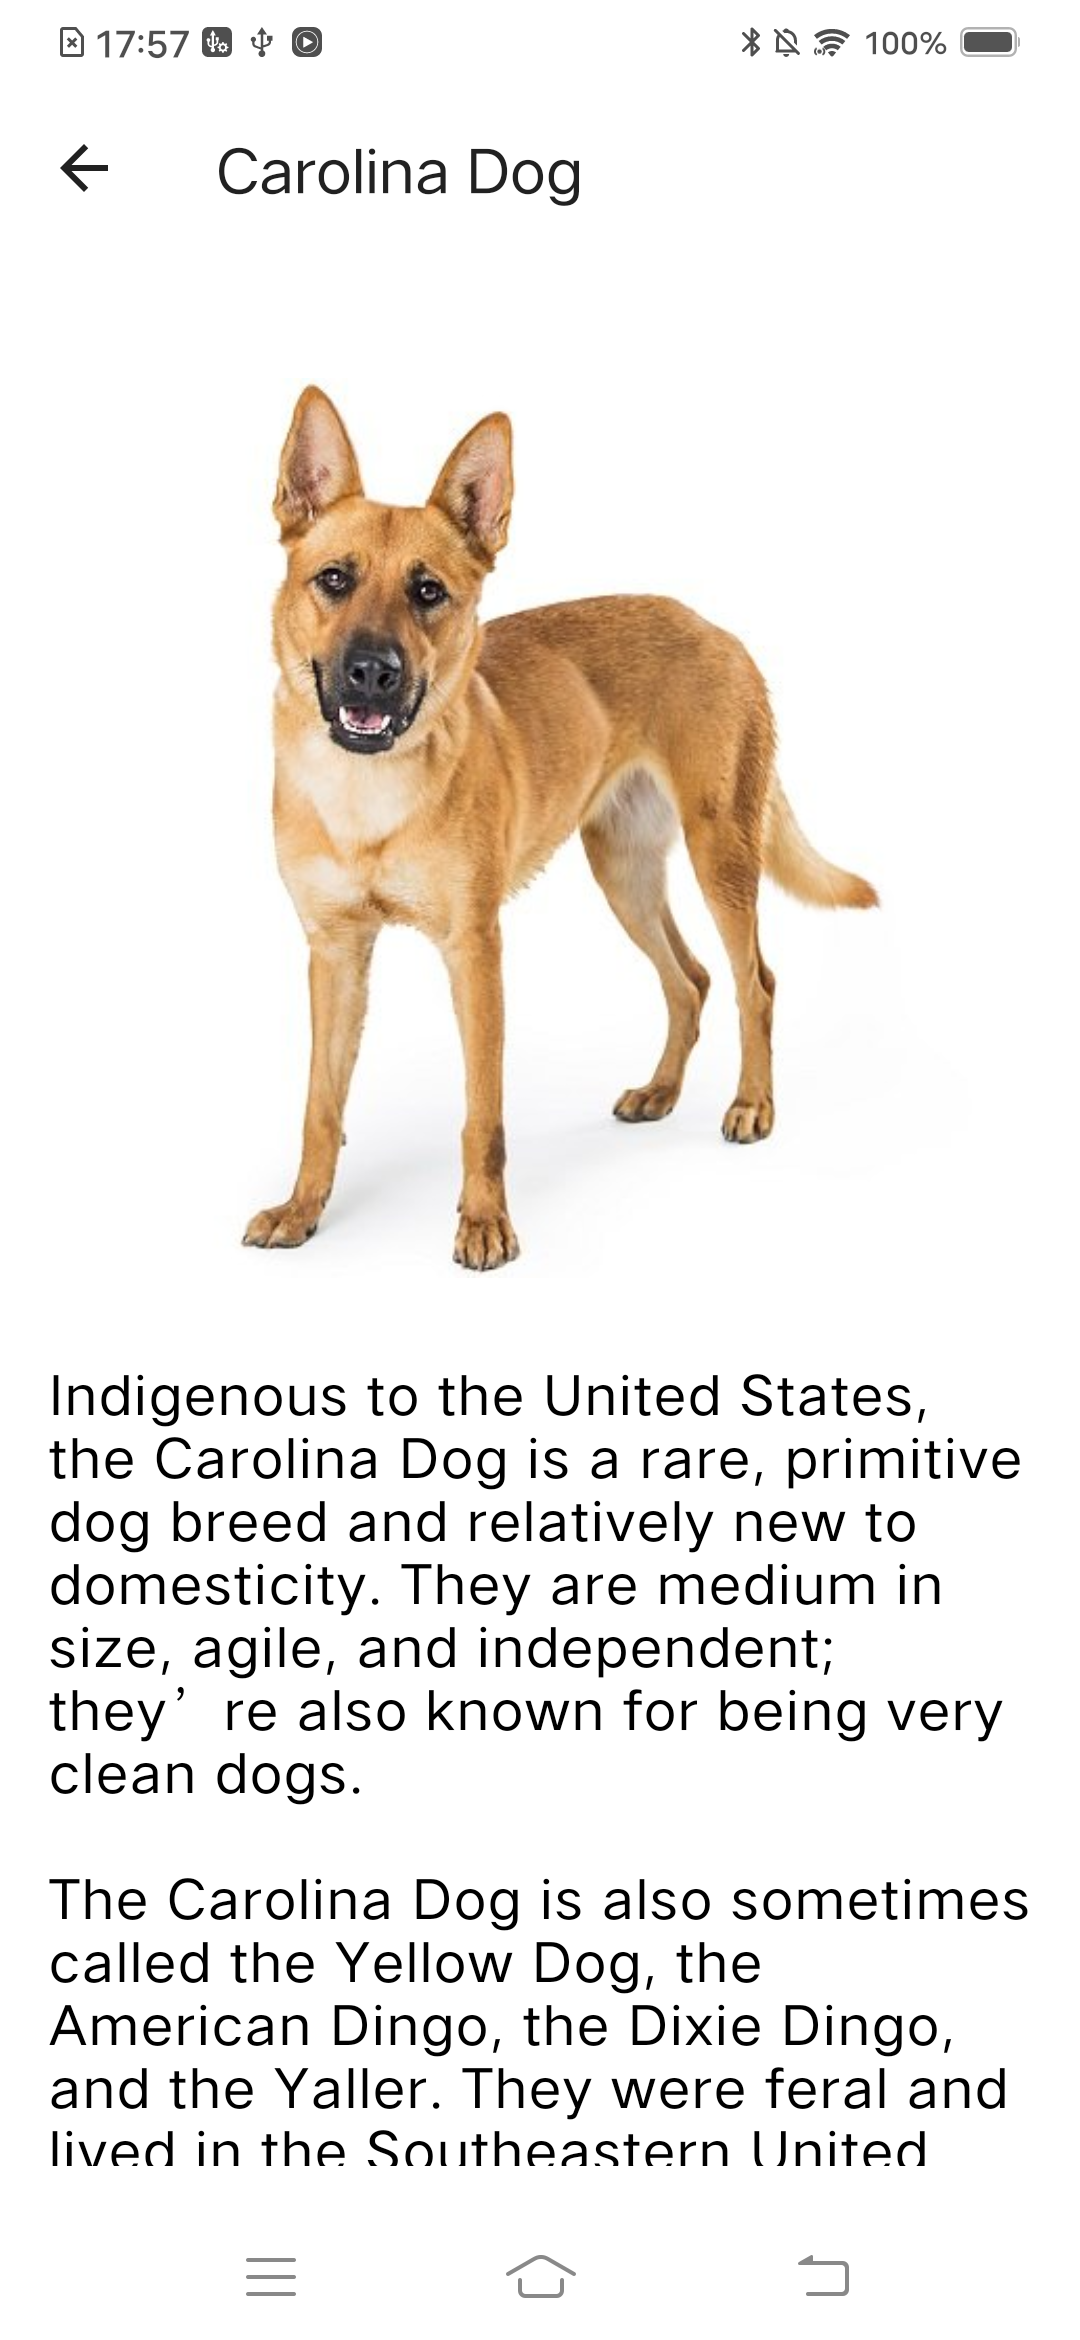 17:57
100%
Carolina Dog
Indigenous to the United States,
the Carolina Dog is a rare, primitive
dog breed and relatively new to
domesticity. They are medium in
size, agile, and independent;
they’re also known for being very
clean dogs.
The Carolina Dog is also sometimes
called the Yellow Dog, the
American Dingo, the Dixie Dingo,
and the Yaller. They were feral and
lived in the Southeastern United